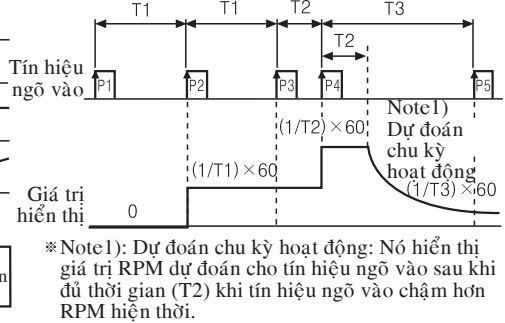 T1 T1 T2 T3
T2
Tín hiệu
ngõ vào
P1 P2 P3 P4 P5
Note1)
(1/T2)×60
Dự đoán
chu kỳ
hoạt động
(1/T1)×60
(1/T3)×60
Giá trị
hiển thị
0
※Note1): Dự đoán chu kỳ hoạt động: Nó hiển thị
giá trị RPM dự đoán cho tín hiệu ngõ vào sau khi
đủ thời gian (T2) khi tín hiệu ngõ vào chậm hơn
RPM hiện thời.
n